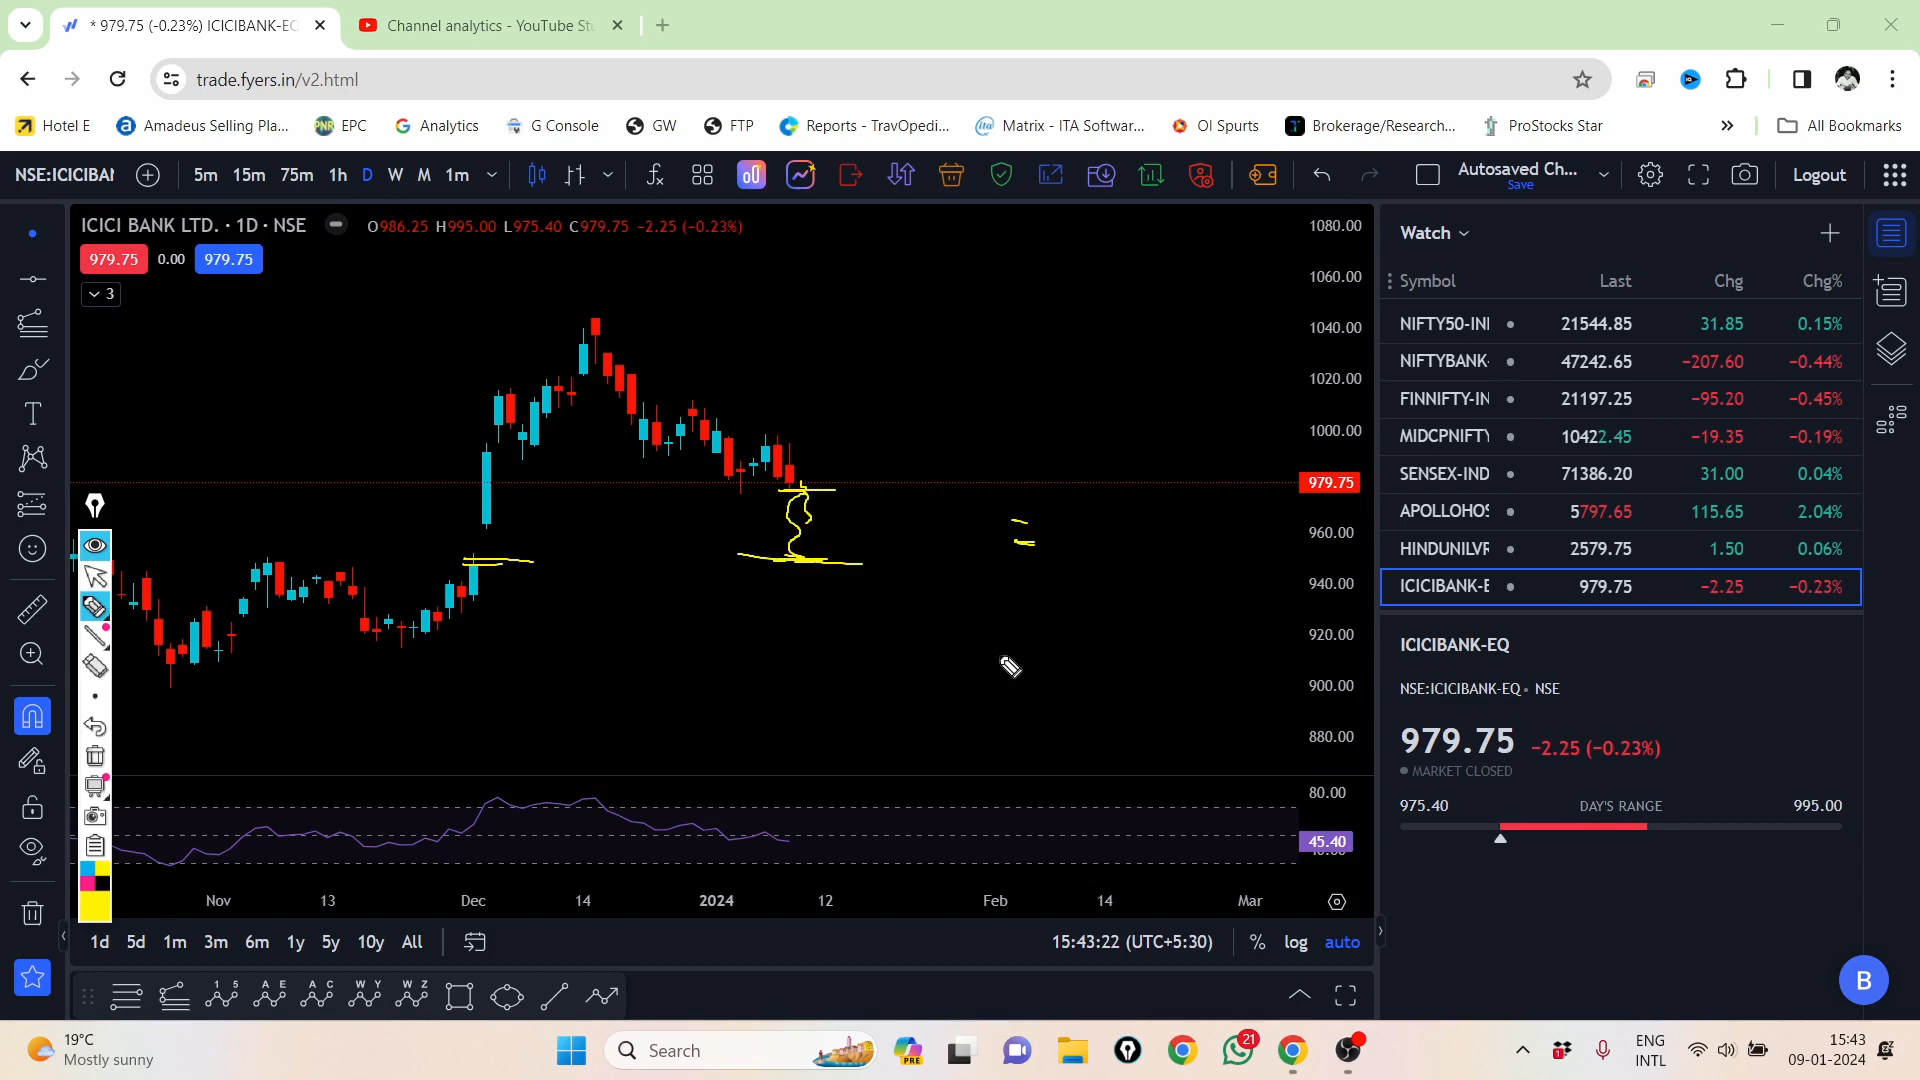 * 979.75 (-0.23%) ICICIBANK-EQ
Channel analytics - YouTube Stu
trade.fyers.in/v2.html
Hotel E
Amadeus Selling Pla...
PNR
EPC
Analytics
G Console
GW
FTP
Reports - TravOpedi...
Matrix - ITA Softwar...
OI Spurts
Brokerage/Research...
ProStocks Star
All Bookmarks
NSE:ICICIBAN
5m 15m 75m 1h D W M 1m
Autosaved Ch...
Save
Logout
ICICI BANK LTD. · 1D · NSE
O986.25 H995.00 L975.40 C979.75 −2.25 (−0.23%)
979.75 0.00 979.75
3
1080.00
1060.00
1040.00
1020.00
1000.00
979.75
960.00
940.00
920.00
900.00
880.00
80.00
45.40
Nov 13 Dec 14 2024 12 Feb 14 Mar
1d 5d 1m 3m 6m 1y 5y 10y All
15:43:22 (UTC+5:30)
% log auto
1 5
A E
A C
W Y
W Z
Watch
Symbol Last Chg Chg%
NIFTY50-INI 21544.85 31.85 0.15%
NIFTYBANK- 47242.65 −207.60 −0.44%
FINNIFTY-IN 21197.25 −95.20 −0.45%
MIDCPNIFTY 10422.45 −19.35 −0.19%
SENSEX-IND 71386.20 31.00 0.04%
APOLLOHOS 5797.65 115.65 2.04%
HINDUNILVR 2579.75 1.50 0.06%
ICICIBANK-E 979.75 −2.25 −0.23%
ICICIBANK-EQ
NSE:ICICIBANK-EQ • NSE
979.75 −2.25 (−0.23%)
MARKET CLOSED
975.40 DAY'S RANGE 995.00
B
19°C
Mostly sunny
Search
PRE
21
1
ENG
INTL
15:43
09-01-2024